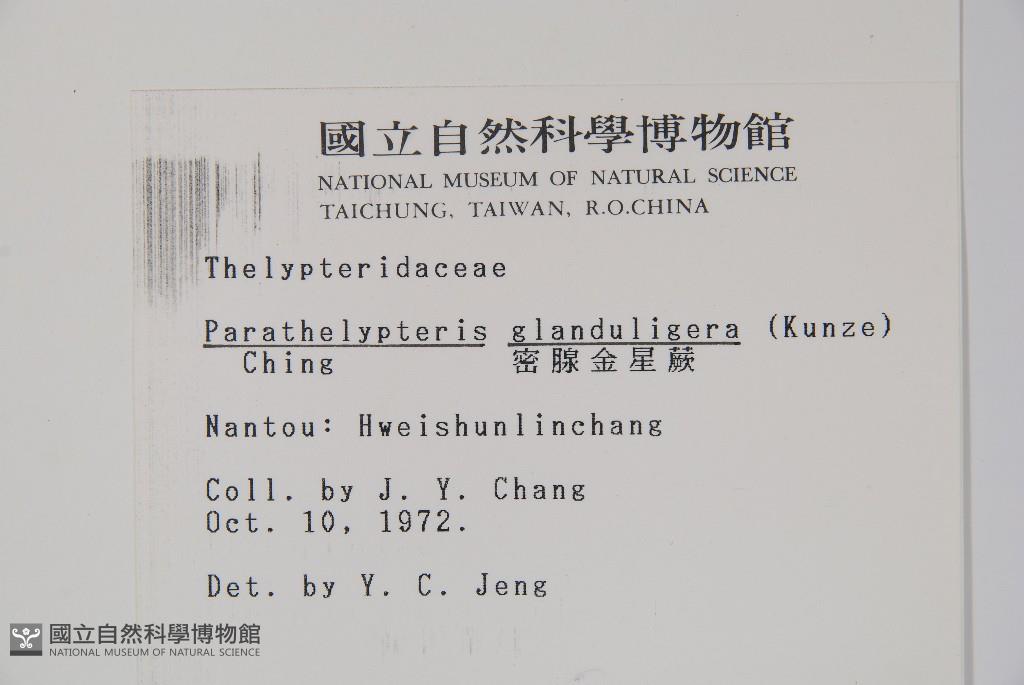 國立自然科學博物館
NATIONAL MUSEUM OF NATURAL SCIENCE
TAICHUNG, TAIWAN, R.O.CHINA
Thelypteridaceae
Parathelypteris glanduligera (Kunze)
Ching 密腺金星蕨
Nantou: Hweishunlinchang
Coll. by J. Y. Chang
Oct. 10, 1972.
Det. by Y. C. Jeng
國立自然科學博物館
NATIONAL MUSEUM OF NATURAL SCIENCE